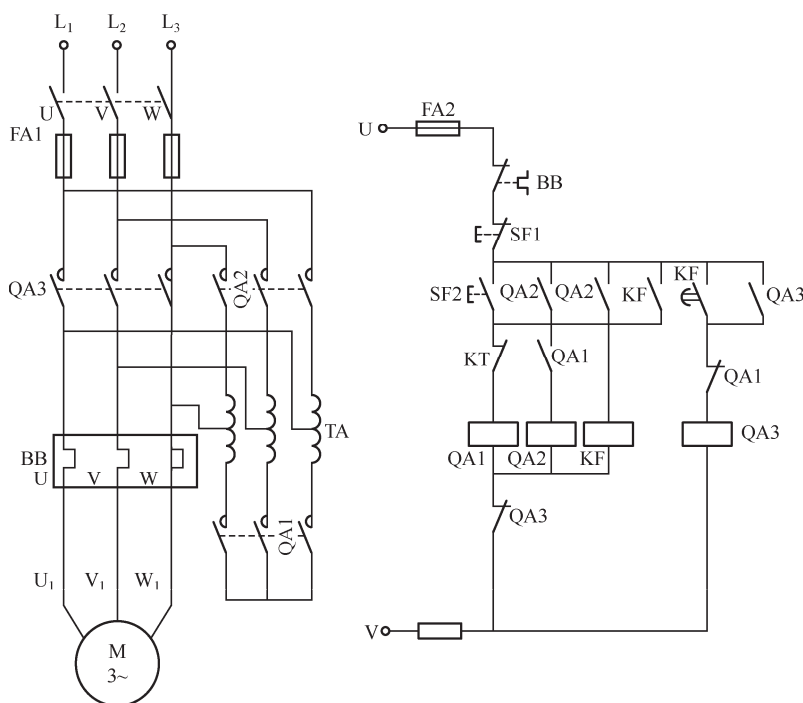 L₁ L₂ L₃
U V W
FA1
QA3
QA2
TA
BB
U V W
QA1
U₁ V₁ W₁
M
3~
U
FA2
BB
SF1
SF2 QA2 QA2 KF KF QA3
KT QA1 QA1
QA1 QA2 KF QA3
QA3
V